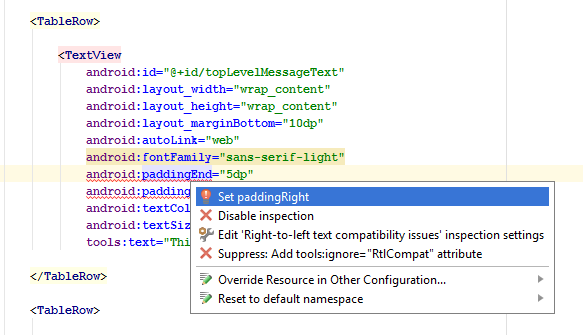 <TableRow>
<TextView
android:id="@+id/topLevelMessageText"
android:layout_width="wrap_content"
android:layout_height="wrap_content"
android:layout_marginBottom="10dp"
android:autoLink="web"
android:fontFamily="sans-serif-light"
android:paddingEnd="5dp"
android:padding
android:textCol
android:textSiz
tools:text="Thi
Set paddingRight
Disable inspection
Edit 'Right-to-left text compatibility issues' inspection settings
Suppress: Add tools:ignore="RtlCompat" attribute
Override Resource in Other Configuration...
Reset to default namespace
</TableRow>
<TableRow>